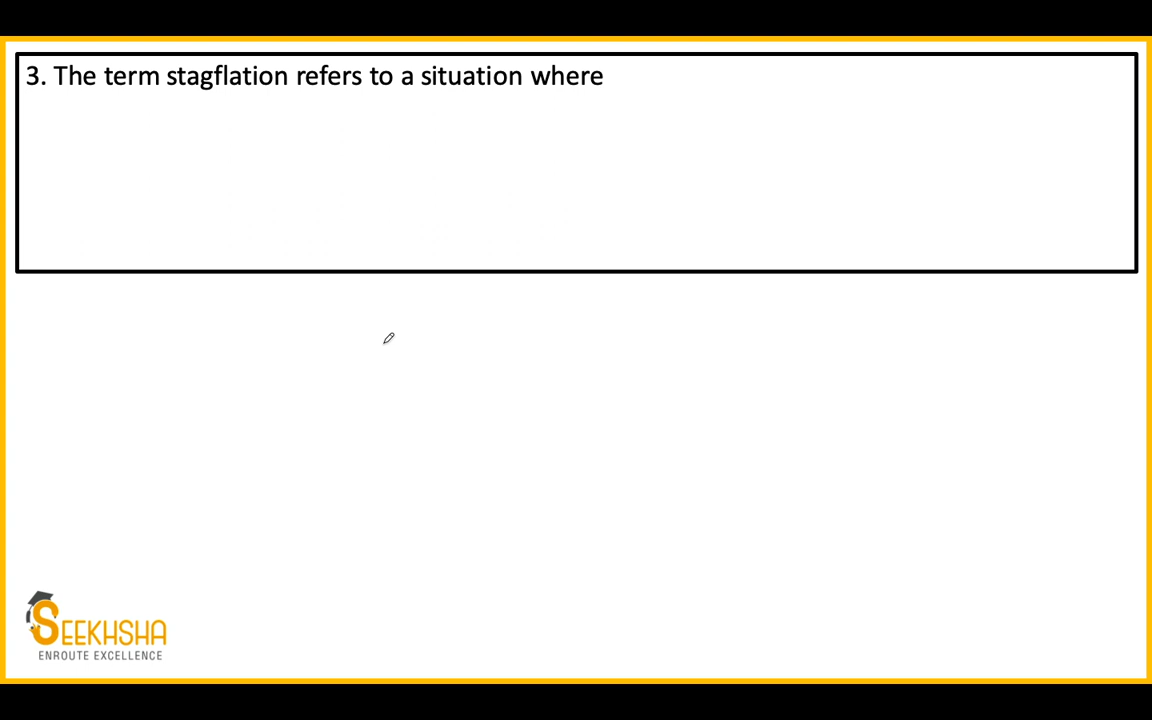 3. The term stagflation refers to a situation where
SEEKHSHA
ENROUTE EXCELLENCE